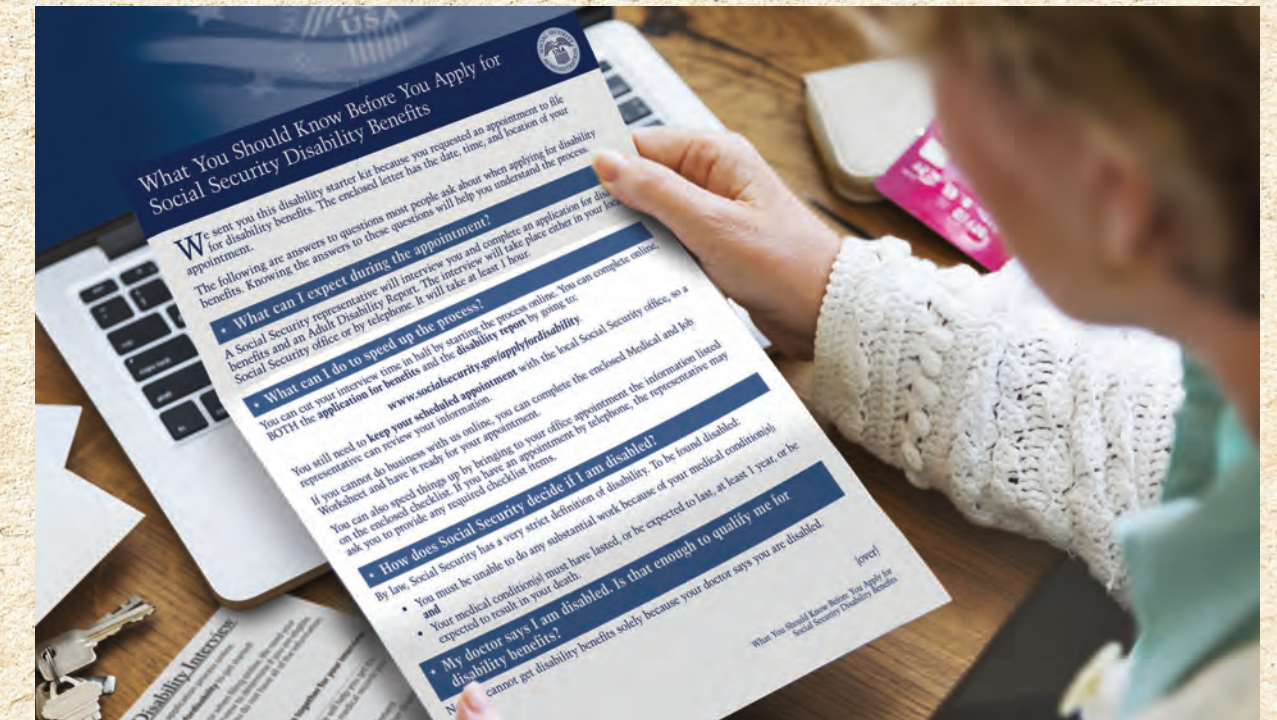 USA
What You Should Know Before You Apply for
Social Security Disability Benefits
We sent you this disability starter kit because you requested an appointment to file
for disability benefits. The enclosed letter has the date, time, and location of your
appointment.
The following are answers to questions most people ask about when applying for disability
benefits. Knowing the answers to these questions will help you understand the process.
• What can I expect during the appointment?
A Social Security representative will interview you and complete an application for
benefits and an Adult Disability Report. The interview will take place either in your
Social Security office or by telephone. It will take at least 1 hour.
• What can I do to speed up the process?
You can cut your interview time in half by starting the process online. You can complete online
BOTH the application for benefits and the disability report by going to:
www.socialsecurity.gov/applyfordisability.
You still need to keep your scheduled appointment with the local Social Security office, so a
representative can review your information.
If you cannot do business with us online, you can complete the enclosed Medical and Job
Worksheet and have it ready for your appointment.
You can also speed things up by bringing to your office appointment the information listed
on the enclosed checklist. If you have an appointment by telephone, the representative may
ask you to provide any required checklist items.
• How does Social Security decide if I am disabled?
By law, Social Security has a very strict definition of disability. To be found disabled:
• You must be unable to do any substantial work because of your medical condition(s);
and
• Your medical condition(s) must have lasted, or be expected to last, at least 1 year, or be
expected to result in your death.
• My doctor says I am disabled. Is that enough to qualify me for
disability benefits?
cannot get disability benefits solely because your doctor says you are disabled.
[over]
What You Should Know Before You Apply for
Social Security Disability Benefits
Disability Interview